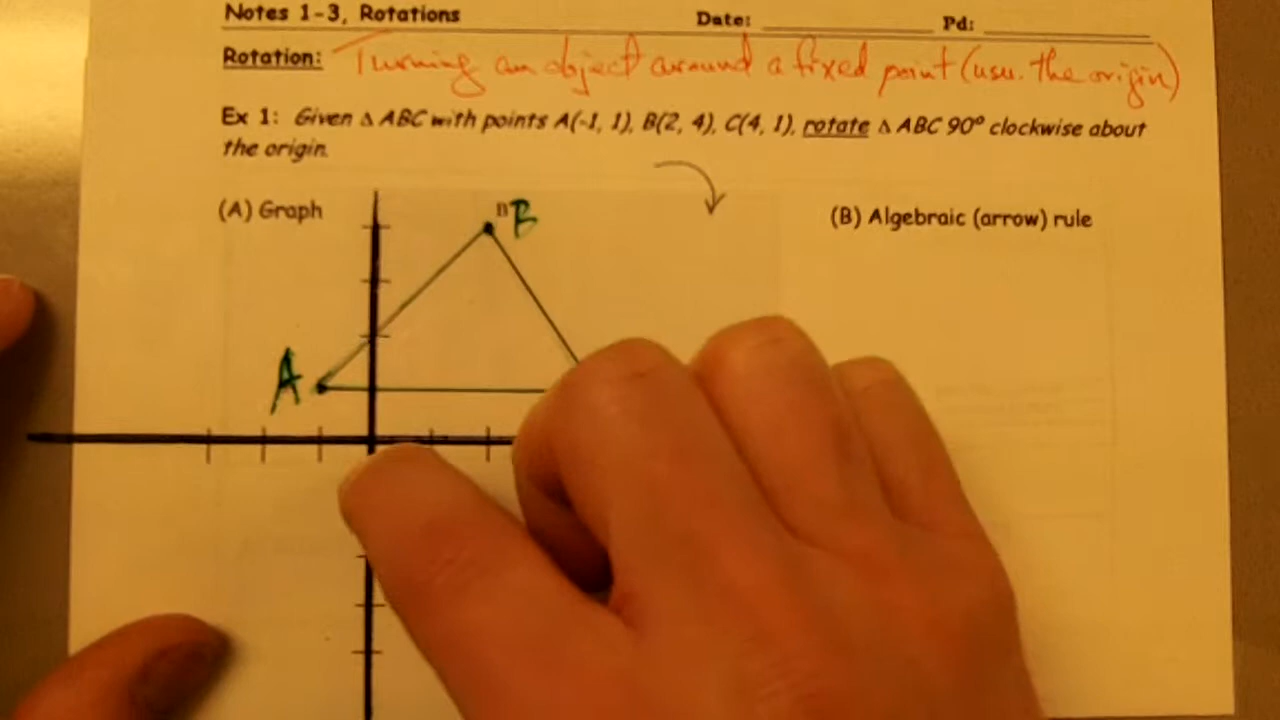 Notes 1-3, Rotations Date: Pd:
Rotation: Turning an object around a fixed point (usu. the origin)
Ex 1: Given Δ ABC with points A(-1, 1), B(2, 4), C(4, 1), rotate Δ ABC 90° clockwise about
the origin.
(A) Graph
(B) Algebraic (arrow) rule
B B
A